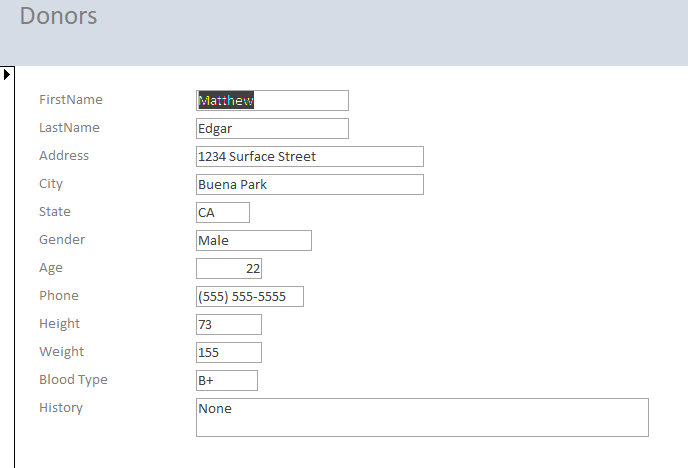 Donors
FirstName Matthew
LastName Edgar
Address 1234 Surface Street
City Buena Park
State CA
Gender Male
Age 22
Phone (555) 555-5555
Height 73
Weight 155
Blood Type B+
History None